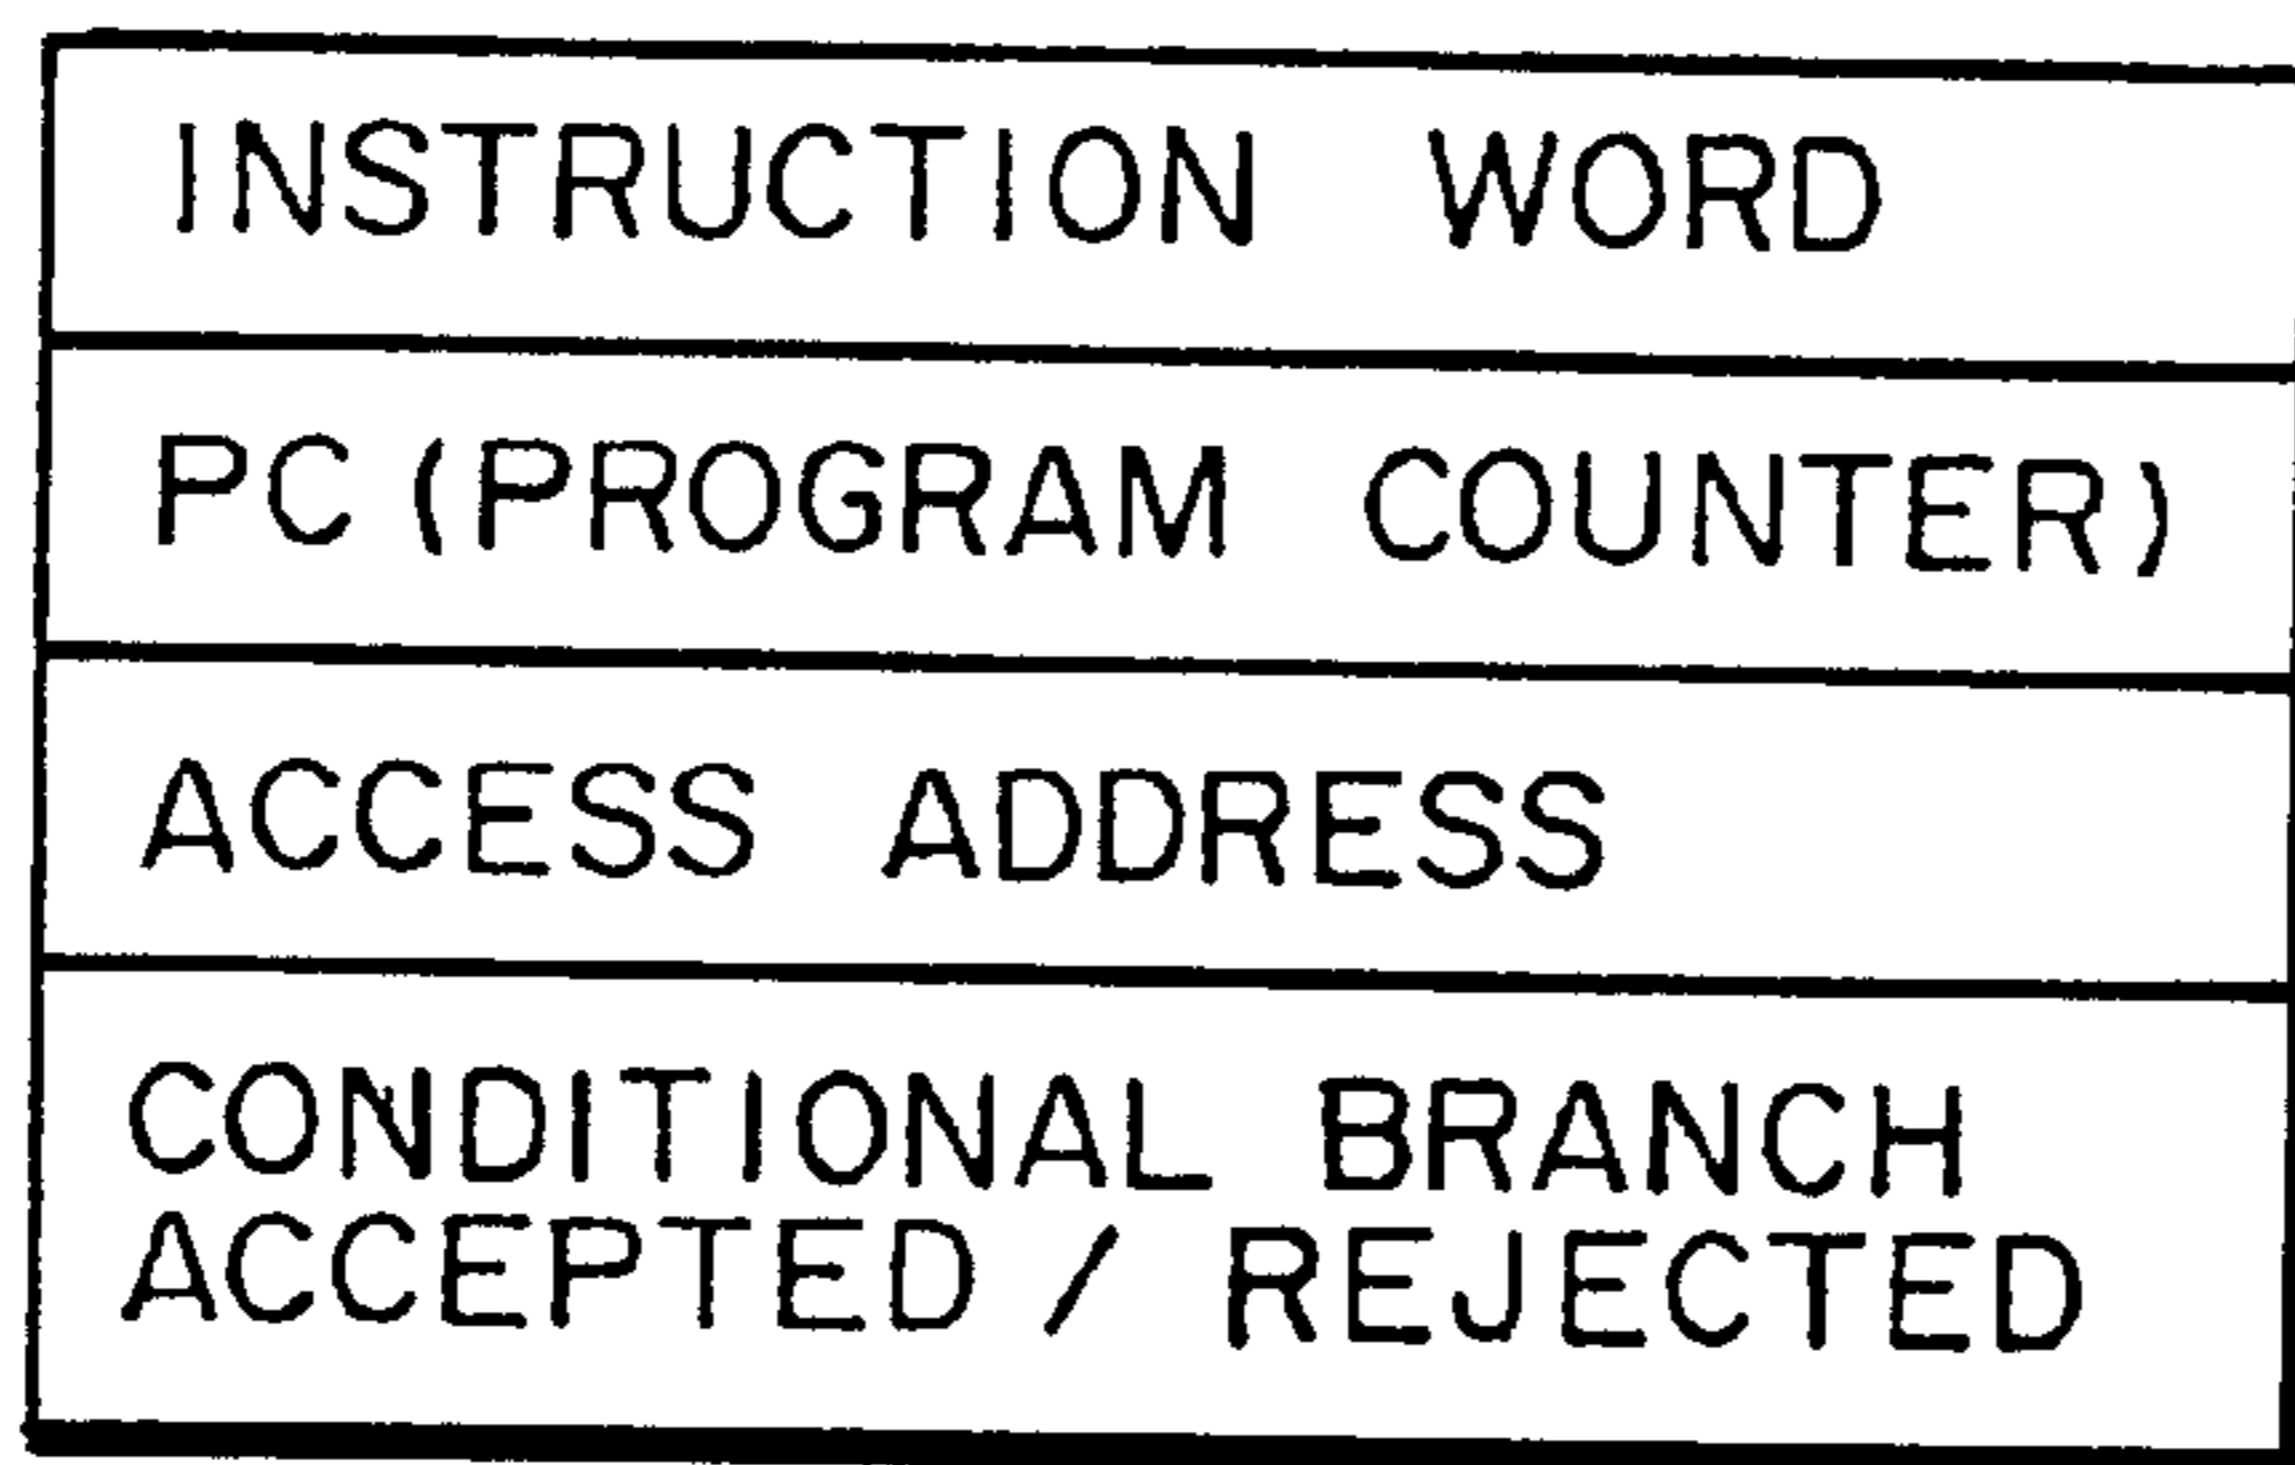 INSTRUCTION WORD
PC (PROGRAM COUNTER)
ACCESS ADDRESS
CONDITIONAL BRANCH
ACCEPTED / REJECTED